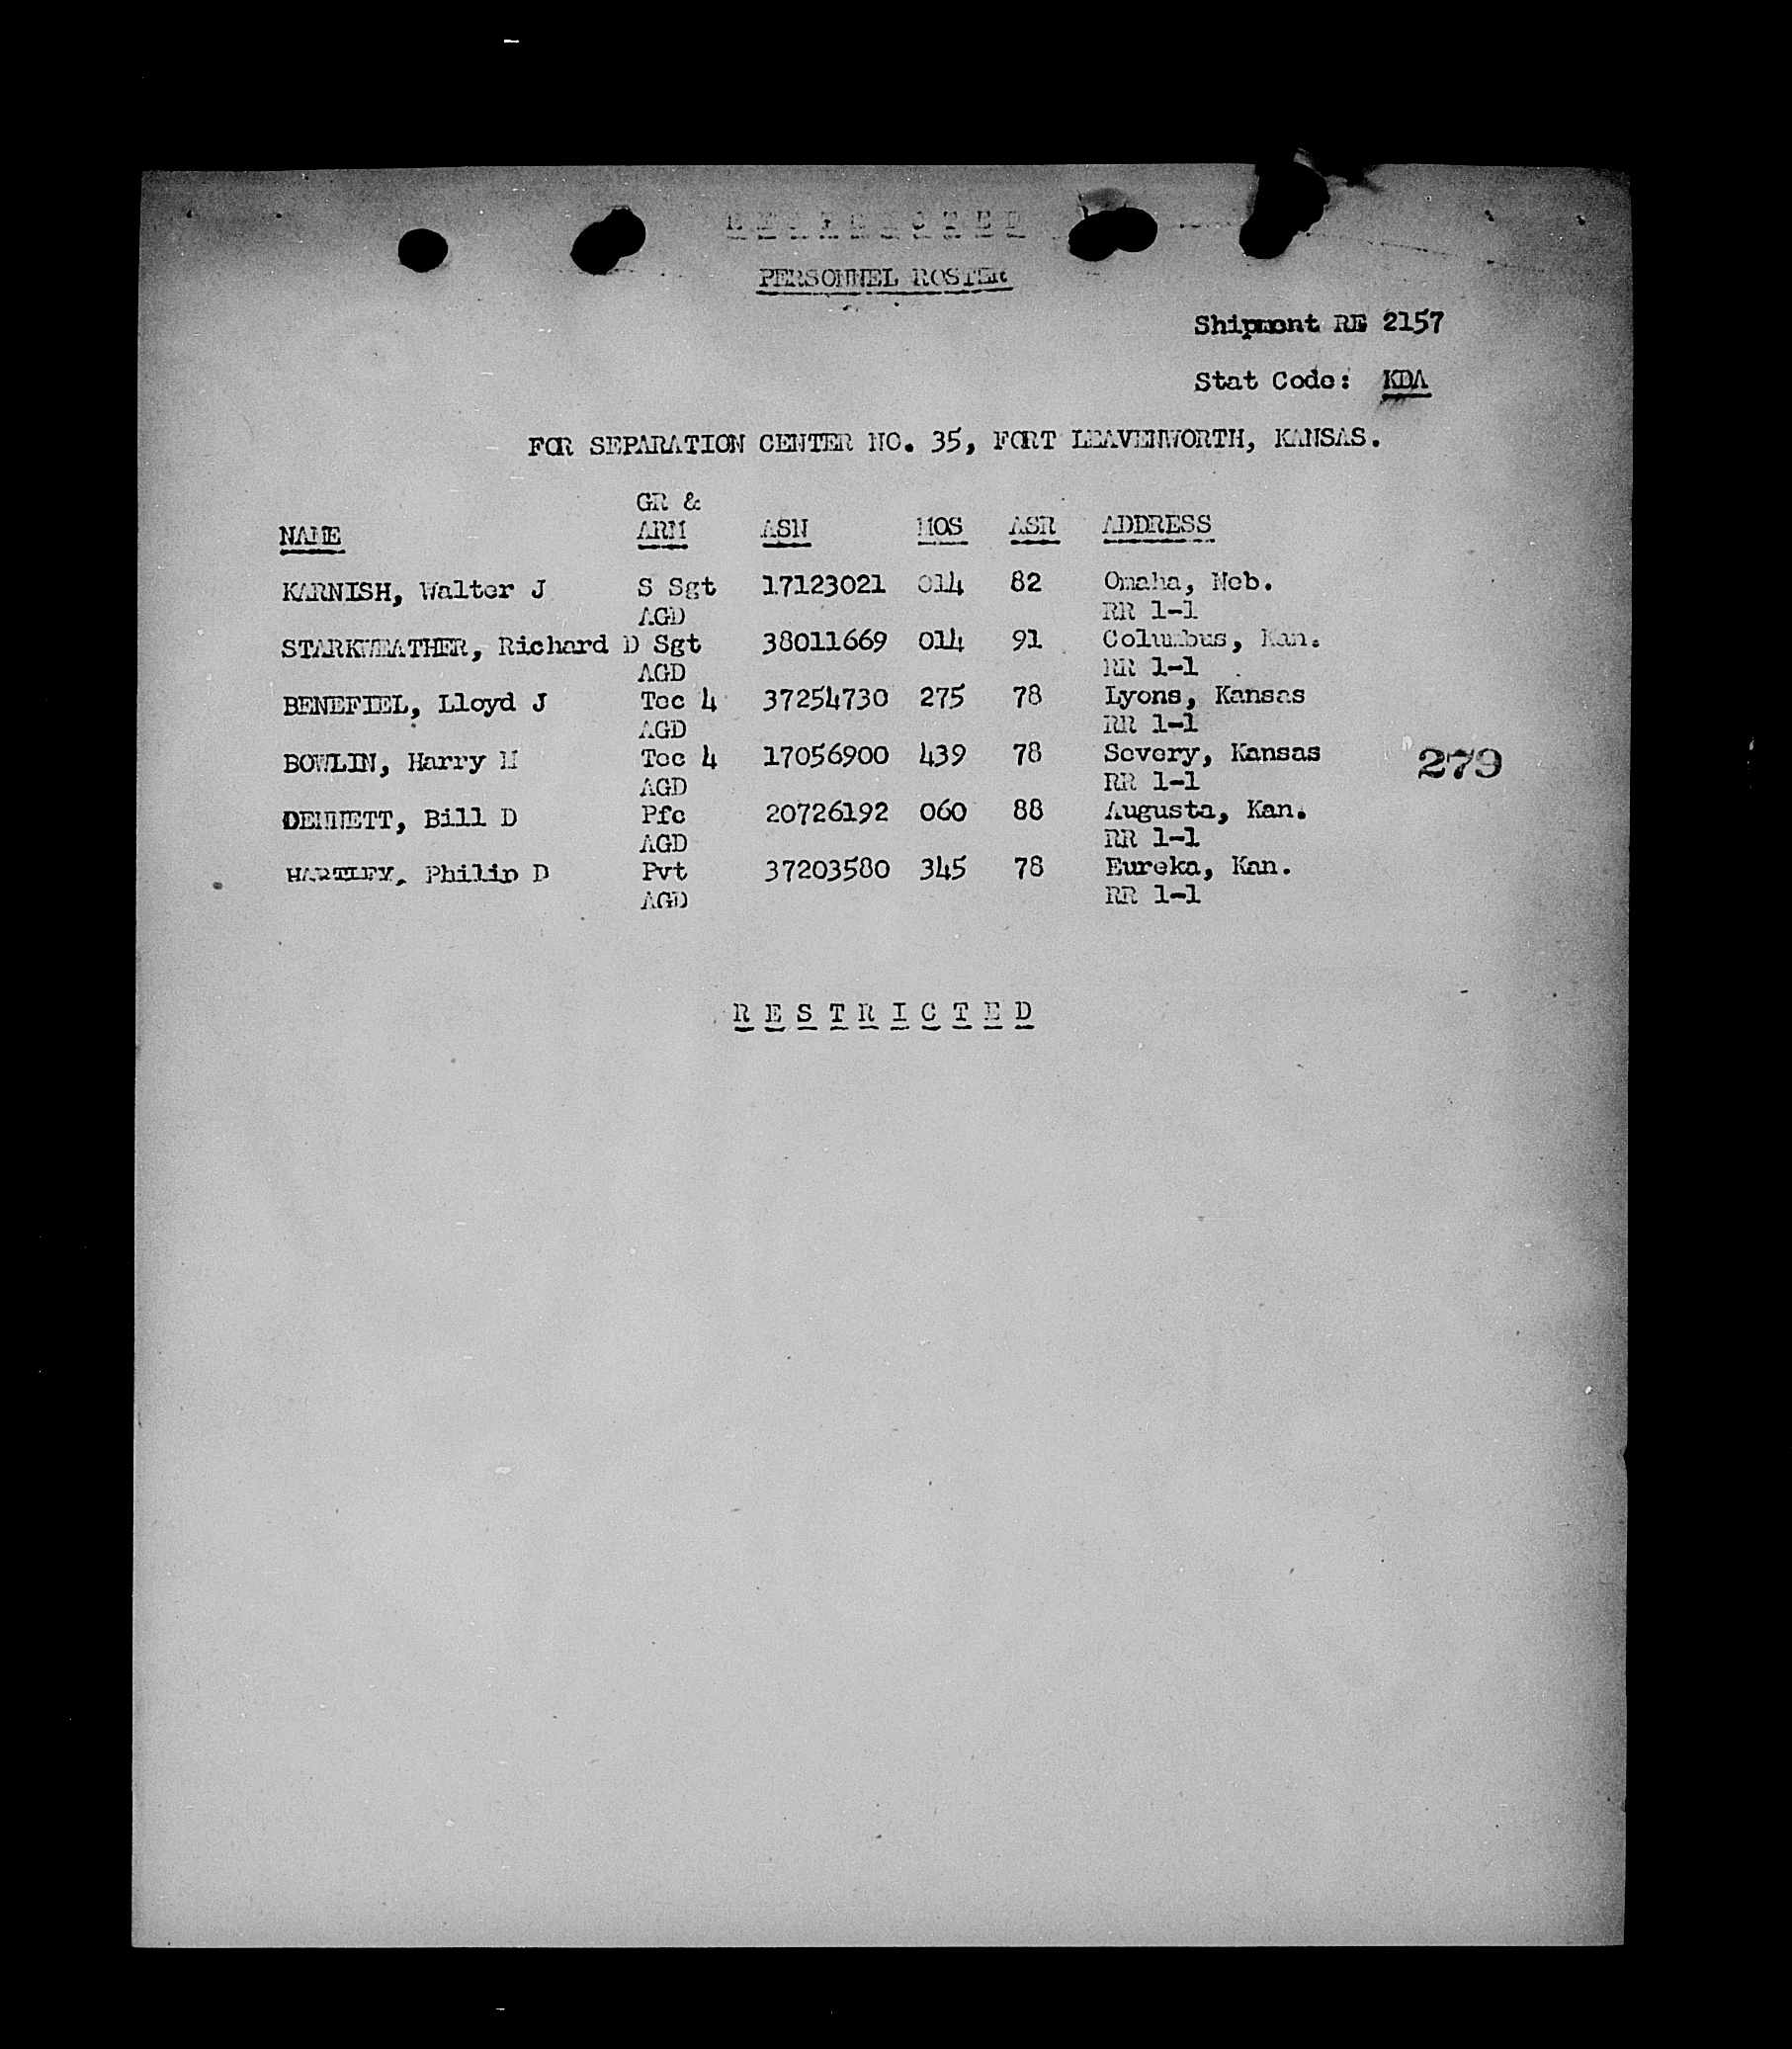 RESTRICTED
PERSONNEL ROSTER
Shipment RE 2157
Stat Code: KDA
FOR SEPARATION CENTER NO. 35, FORT LEAVENWORTH, KANSAS.
GR &
NAME ARM ASN MOS ASR ADDRESS
KARNISH, Walter J S Sgt 17123021 014 82 Omaha, Neb.
AGD RR 1-1
STARKWEATHER, Richard D Sgt 38011669 014 91 Columbus, Kan.
AGD RR 1-1
BENEFIEL, Lloyd J Tec 4 37254730 275 78 Lyons, Kansas
AGD RR 1-1
BOWLIN, Harry M Tec 4 17056900 439 78 Severy, Kansas 279
AGD RR 1-1
DENNETT, Bill D Pfc 20726192 060 88 Augusta, Kan.
AGD RR 1-1
HARTLEY, Philip D Pvt 37203580 345 78 Eureka, Kan.
AGD RR 1-1
RESTRICTED